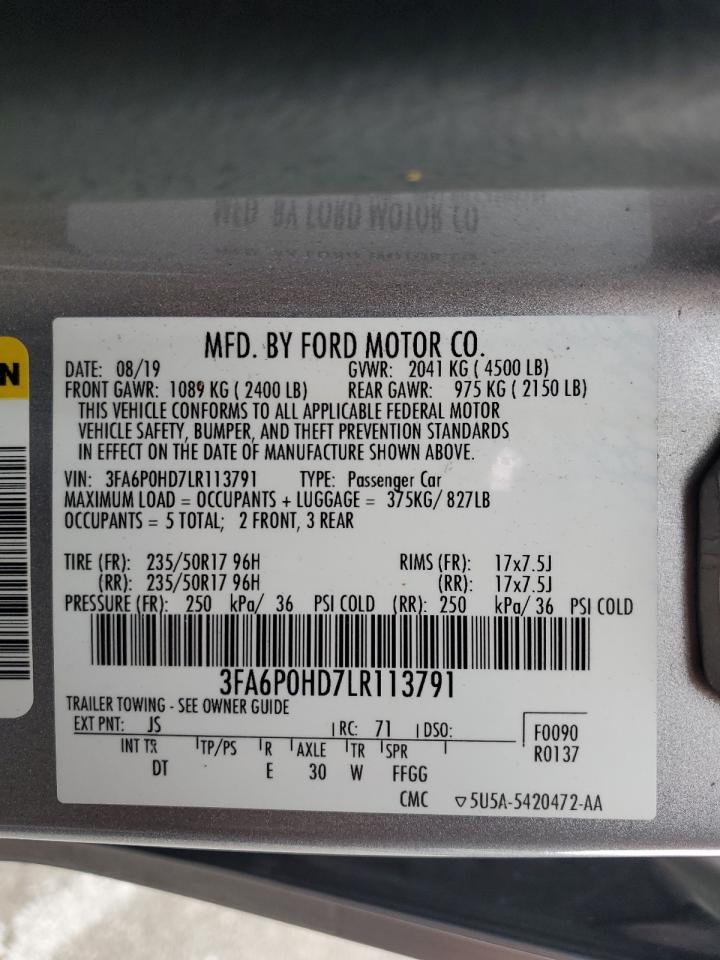 MFD. BY FORD MOTOR CO.
DATE: 08/19 GVWR: 2041 KG ( 4500 LB)
FRONT GAWR: 1089 KG ( 2400 LB) REAR GAWR: 975 KG ( 2150 LB)
THIS VEHICLE CONFORMS TO ALL APPLICABLE FEDERAL MOTOR
VEHICLE SAFETY, BUMPER, AND THEFT PREVENTION STANDARDS
IN EFFECT ON THE DATE OF MANUFACTURE SHOWN ABOVE.
VIN: 3FA6P0HD7LR113791 TYPE: Passenger Car
MAXIMUM LOAD = OCCUPANTS + LUGGAGE = 375KG/ 827LB
OCCUPANTS = 5 TOTAL; 2 FRONT, 3 REAR
TIRE (FR): 235/50R17 96H RIMS (FR): 17x7.5J
(RR): 235/50R17 96H (RR): 17x7.5J
PRESSURE (FR): 250 kPa/ 36 PSI COLD (RR): 250 kPa/ 36 PSI COLD
3FA6P0HD7LR113791
TRAILER TOWING - SEE OWNER GUIDE
EXT PNT: JS RC: 71 DSO: F0090
R0137
INT TR TP/PS R AXLE TR SPR
DT E 30 W FFGG
CMC ▽5U5A-5420472-AA
N